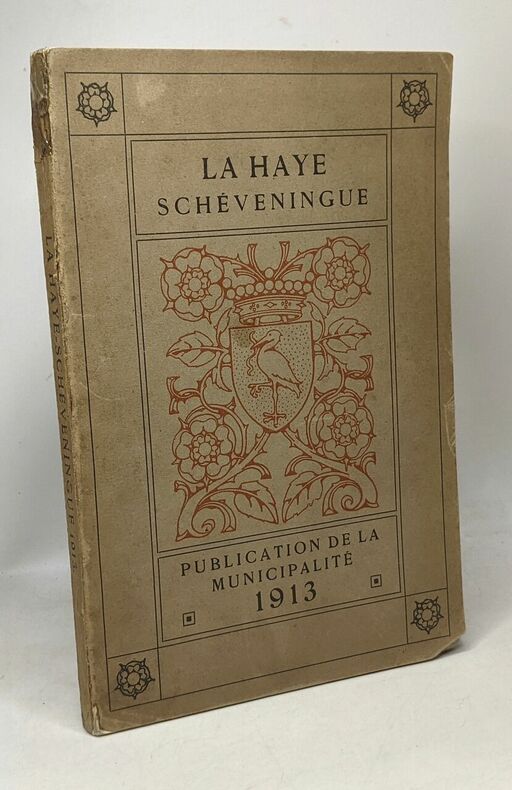 LA HAYE
SCHÉVENINGUE
PUBLICATION DE LA
MUNICIPALITÉ
1913
LA HAYE SCHÉVENINGUE 1913